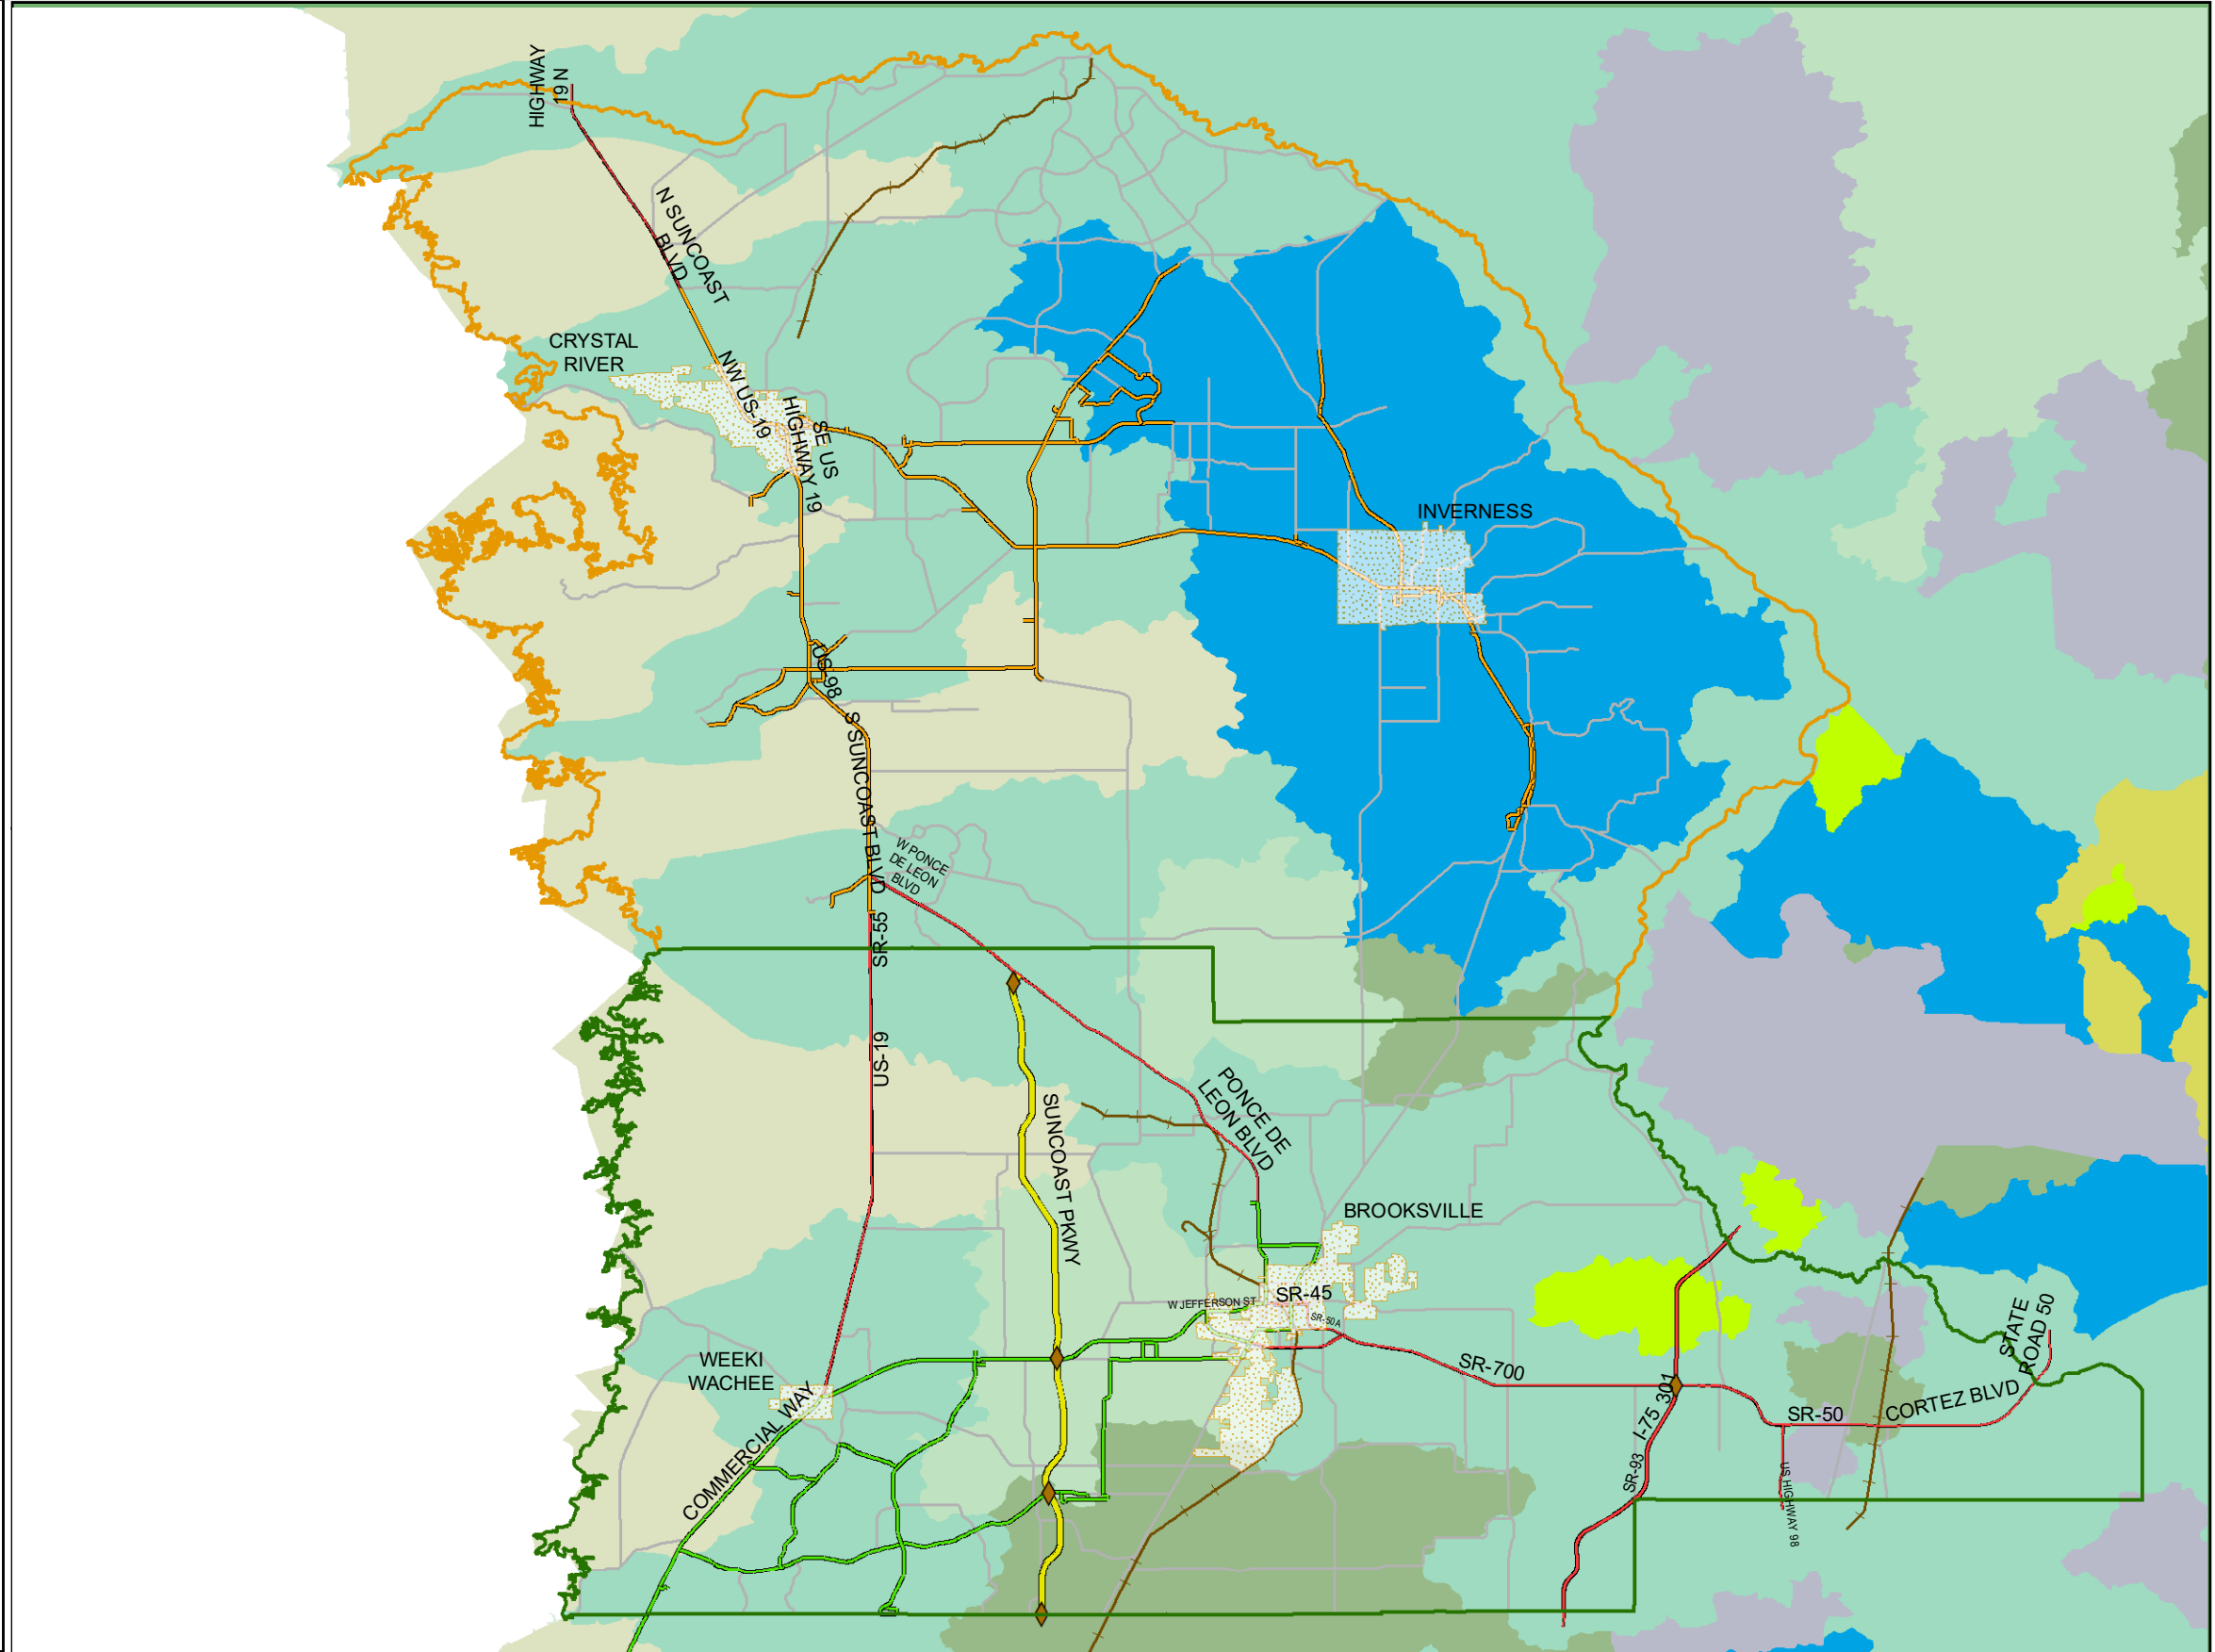 HIGHWAY
19 N
N SUNCOAST
BLVD
CRYSTAL
RIVER
NW US-19
SE US
HIGHWAY 19
INVERNESS
US-98
S SUNCOAST BLVD
W PONCE
DE LEON
BLVD
SR-55
US-19
SUNCOAST PKWY
PONCE DE
LEON BLVD
BROOKSVILLE
W JEFFERSON ST
SR-45
SR-50A
WEEKI
WACHEE
COMMERCIAL WAY
SR-700
301
I-75
SR-93
STATE
ROAD 50
CORTEZ BLVD
SR-50
US HIGHWAY 98